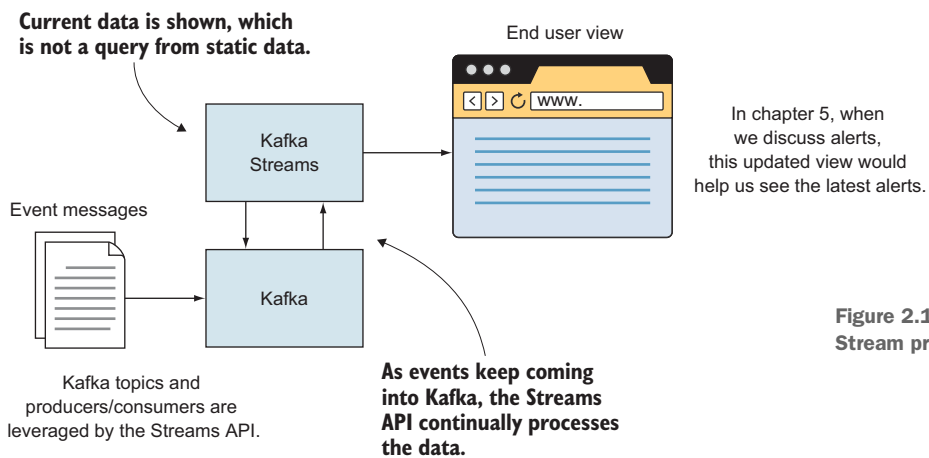 Current data is shown, which
is not a query from static data.
End user view
www.
Kafka
Streams
In chapter 5, when
we discuss alerts,
this updated view would
help us see the latest alerts.
Event messages
Kafka
Kafka topics and
producers/consumers are
leveraged by the Streams API.
As events keep coming
into Kafka, the Streams
API continually processes
the data.
Figure 2.1
Stream pr